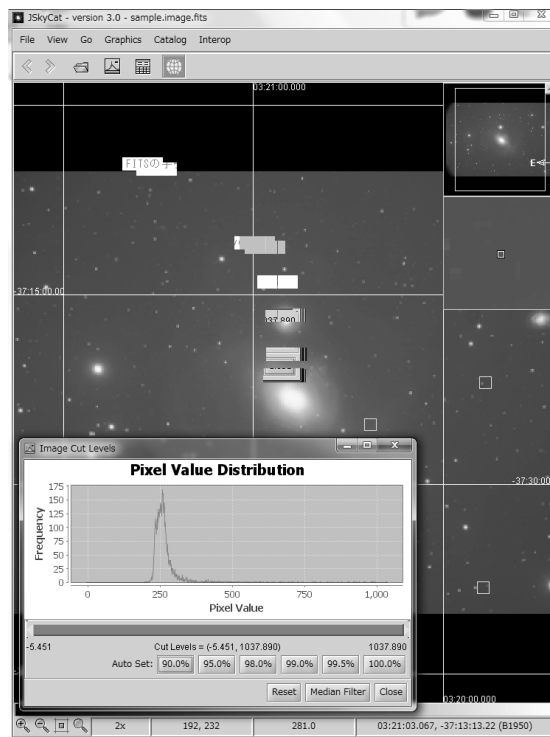 JSkyCat - version 3.0 - sample.image.fits
File View Go Graphics Catalog Interop
03:21:00.000
FITSの手
E
-37:15:00.00
037.890
-37:30:00
Image Cut Levels
Pixel Value Distribution
Frequency
175
150
125
100
75
50
25
0
0 250 500 750 1,000
Pixel Value
-5.451 Cut Levels = (-5.451, 1037.890) 1037.890
Auto Set: 90.0% 95.0% 98.0% 99.0% 99.5% 100.0%
Reset Median Filter Close
03:20:00.000
2x 192, 232 281.0 03:21:03.067, -37:13:13.22 (B1950)